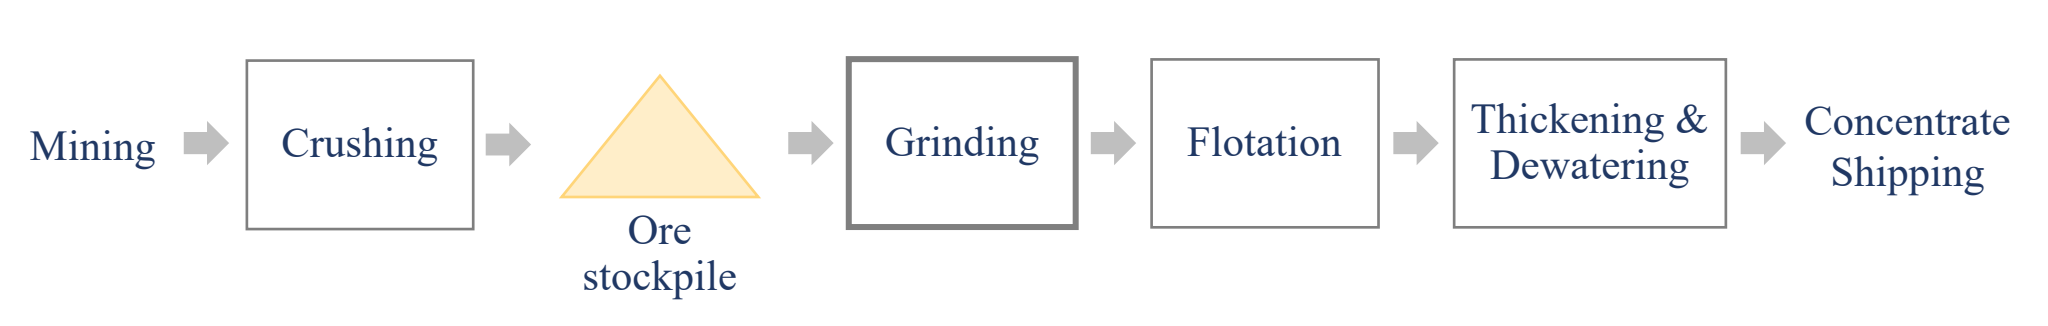 Mining
Crushing
Ore
stockpile
Grinding
Flotation
Thickening &
Dewatering
Concentrate
Shipping